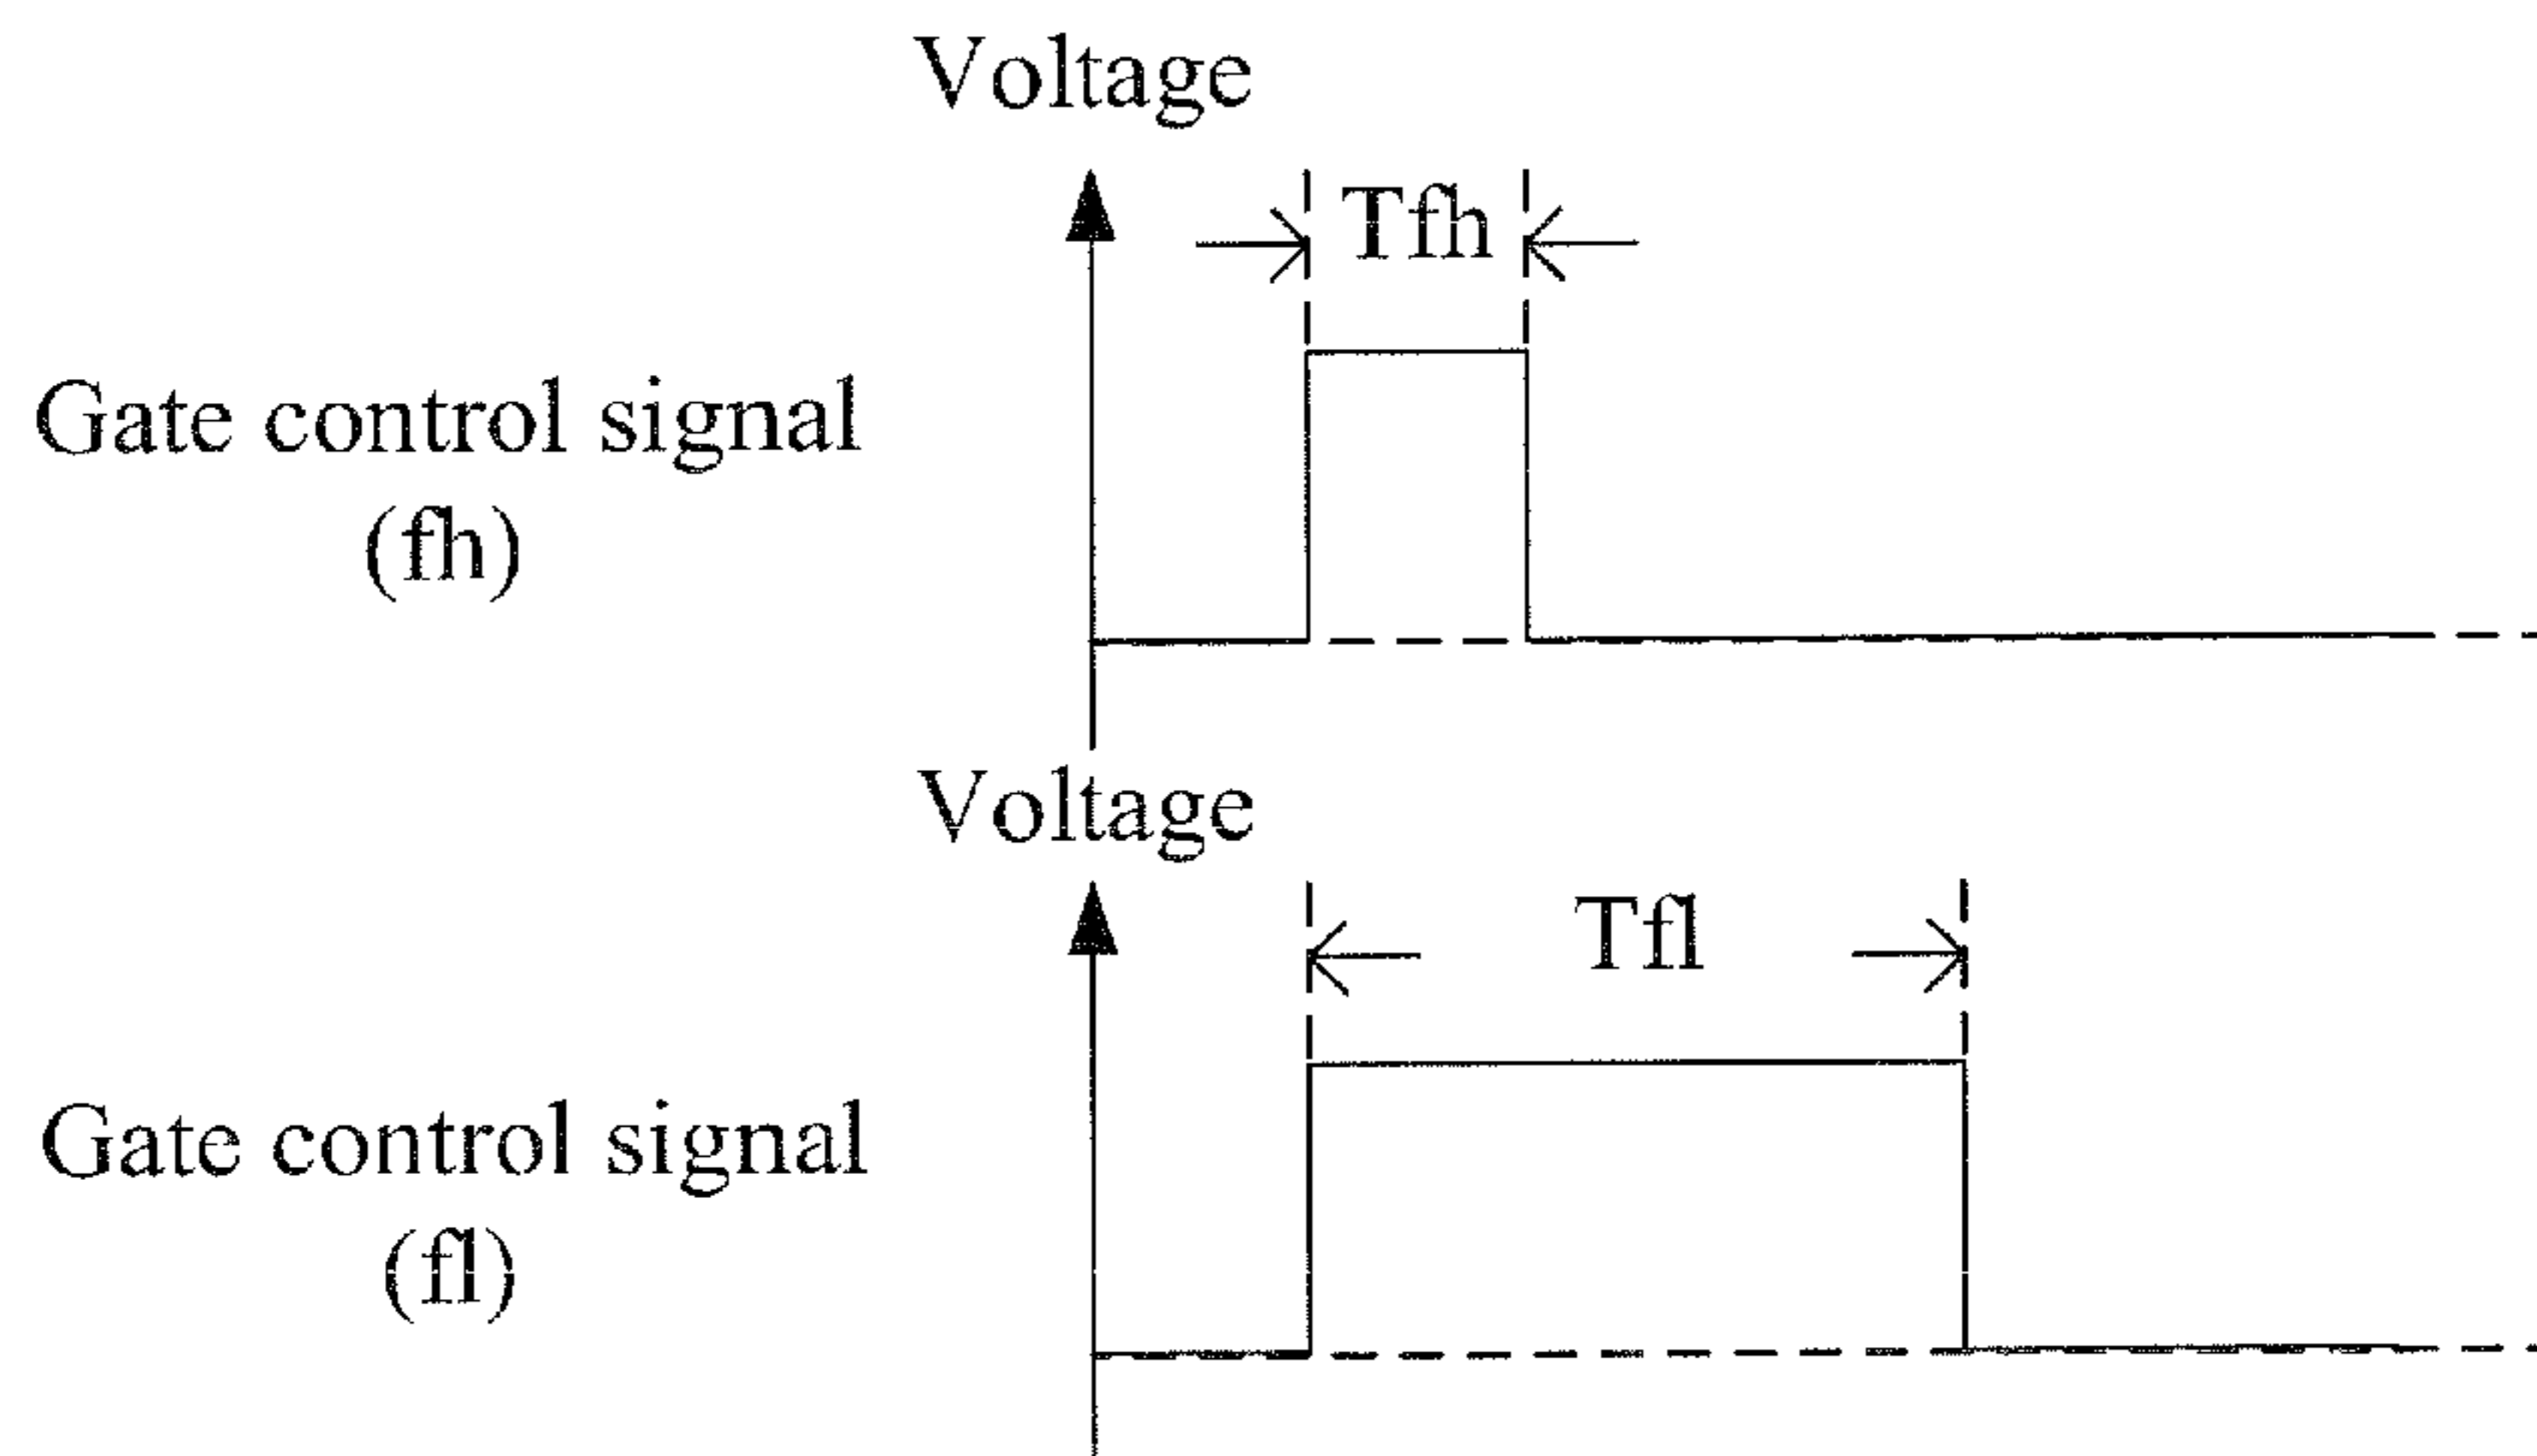 Voltage
Tfh
Gate control signal
(fh)
Voltage
Tfl
Gate control signal
(fl)